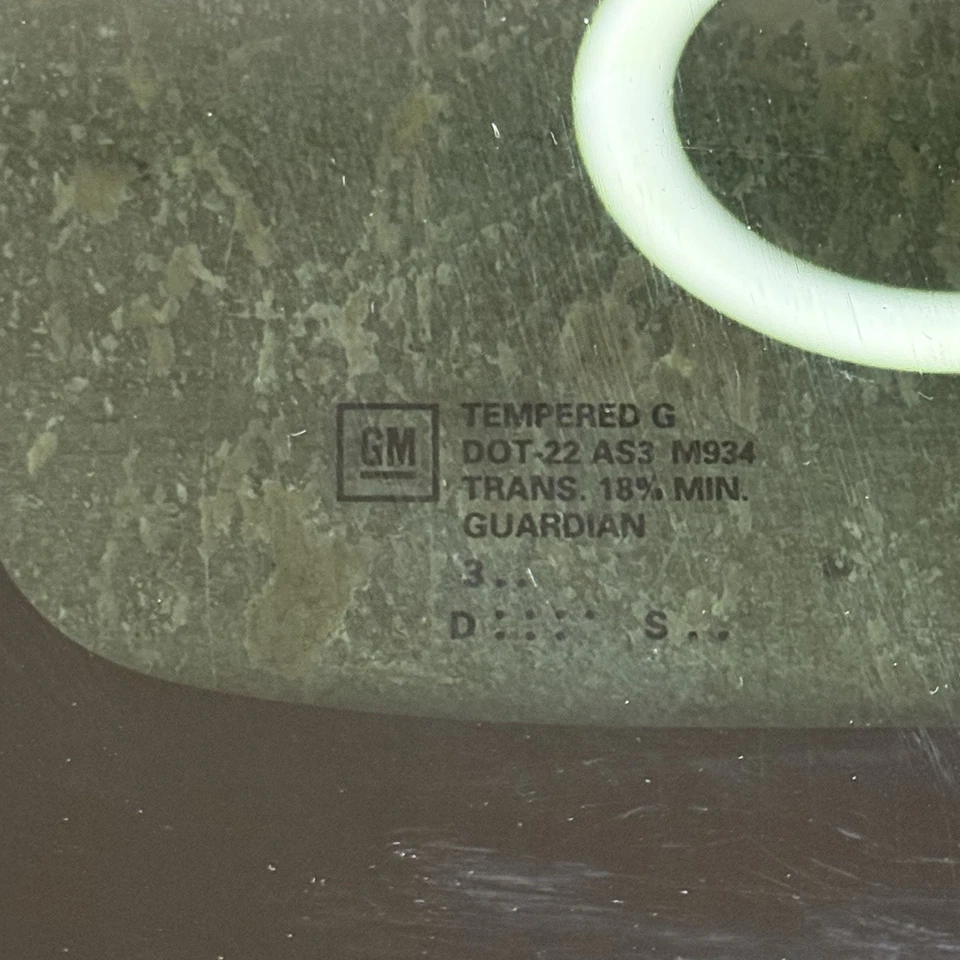 GM
TEMPERED G
DOT-22 AS3 M934
TRANS. 18% MIN.
GUARDIAN
3..
D :::· S ..